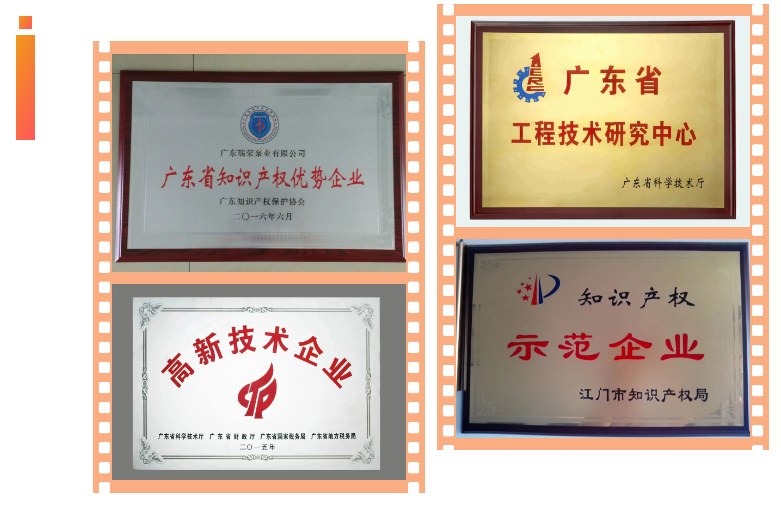 广东瑞荣泵业有限公司
广东省知识产权优势企业
广东知识产权保护协会
二〇一六年六月
高新技术企业
广东省科学技术厅 广东省财政厅 广东省国家税务局 广东省地方税务局
二〇一五年
广东省
工程技术研究中心
广东省科学技术厅
知识产权
示范企业
江门市知识产权局